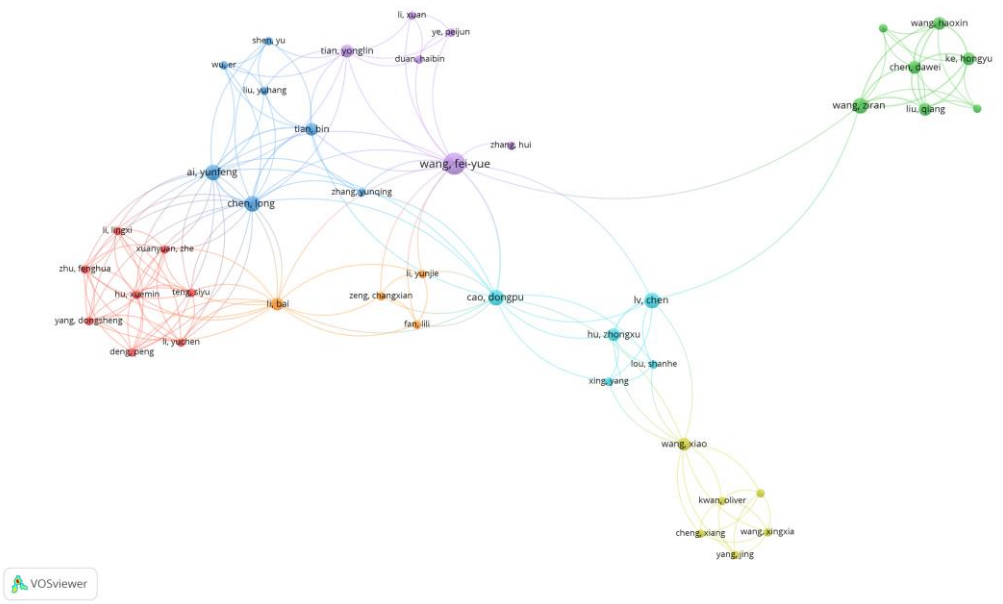 li, xuan
wang, haoxin
ye, peijun
shen, yu
tian, yonglin
duan, haibin
ke, hongyu
wu, er
chen, dawei
liu, yuhang
wang, ziran
liu, qiang
tian, bin
zhang, hui
wang, fei-yue
ai, yunfeng
zhang, yunqing
chen, long
li, lingxi
xuanyuan, zhe
zhu, fenghua
li, yunjie
hu, xuemin
teng, siyu
zeng, changxian
cao, dongpu
lv, chen
li, bai
yang, dongsheng
fan, lili
hu, zhongxu
li, yuchen
deng, peng
lou, shanhe
xing, yang
wang, xiao
kwan, oliver
cheng, xiang
wang, xingxia
yang, jing
VOSviewer